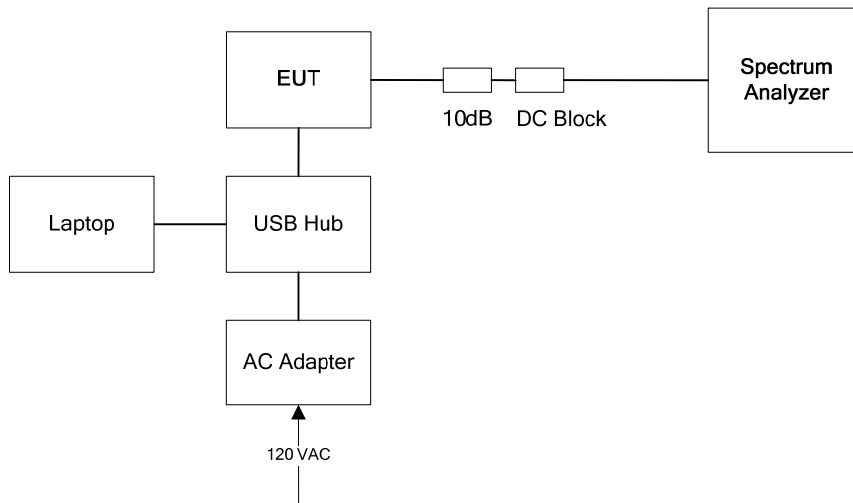 EUT
Spectrum
Analyzer
10dB
DC Block
Laptop
USB Hub
AC Adapter
120 VAC